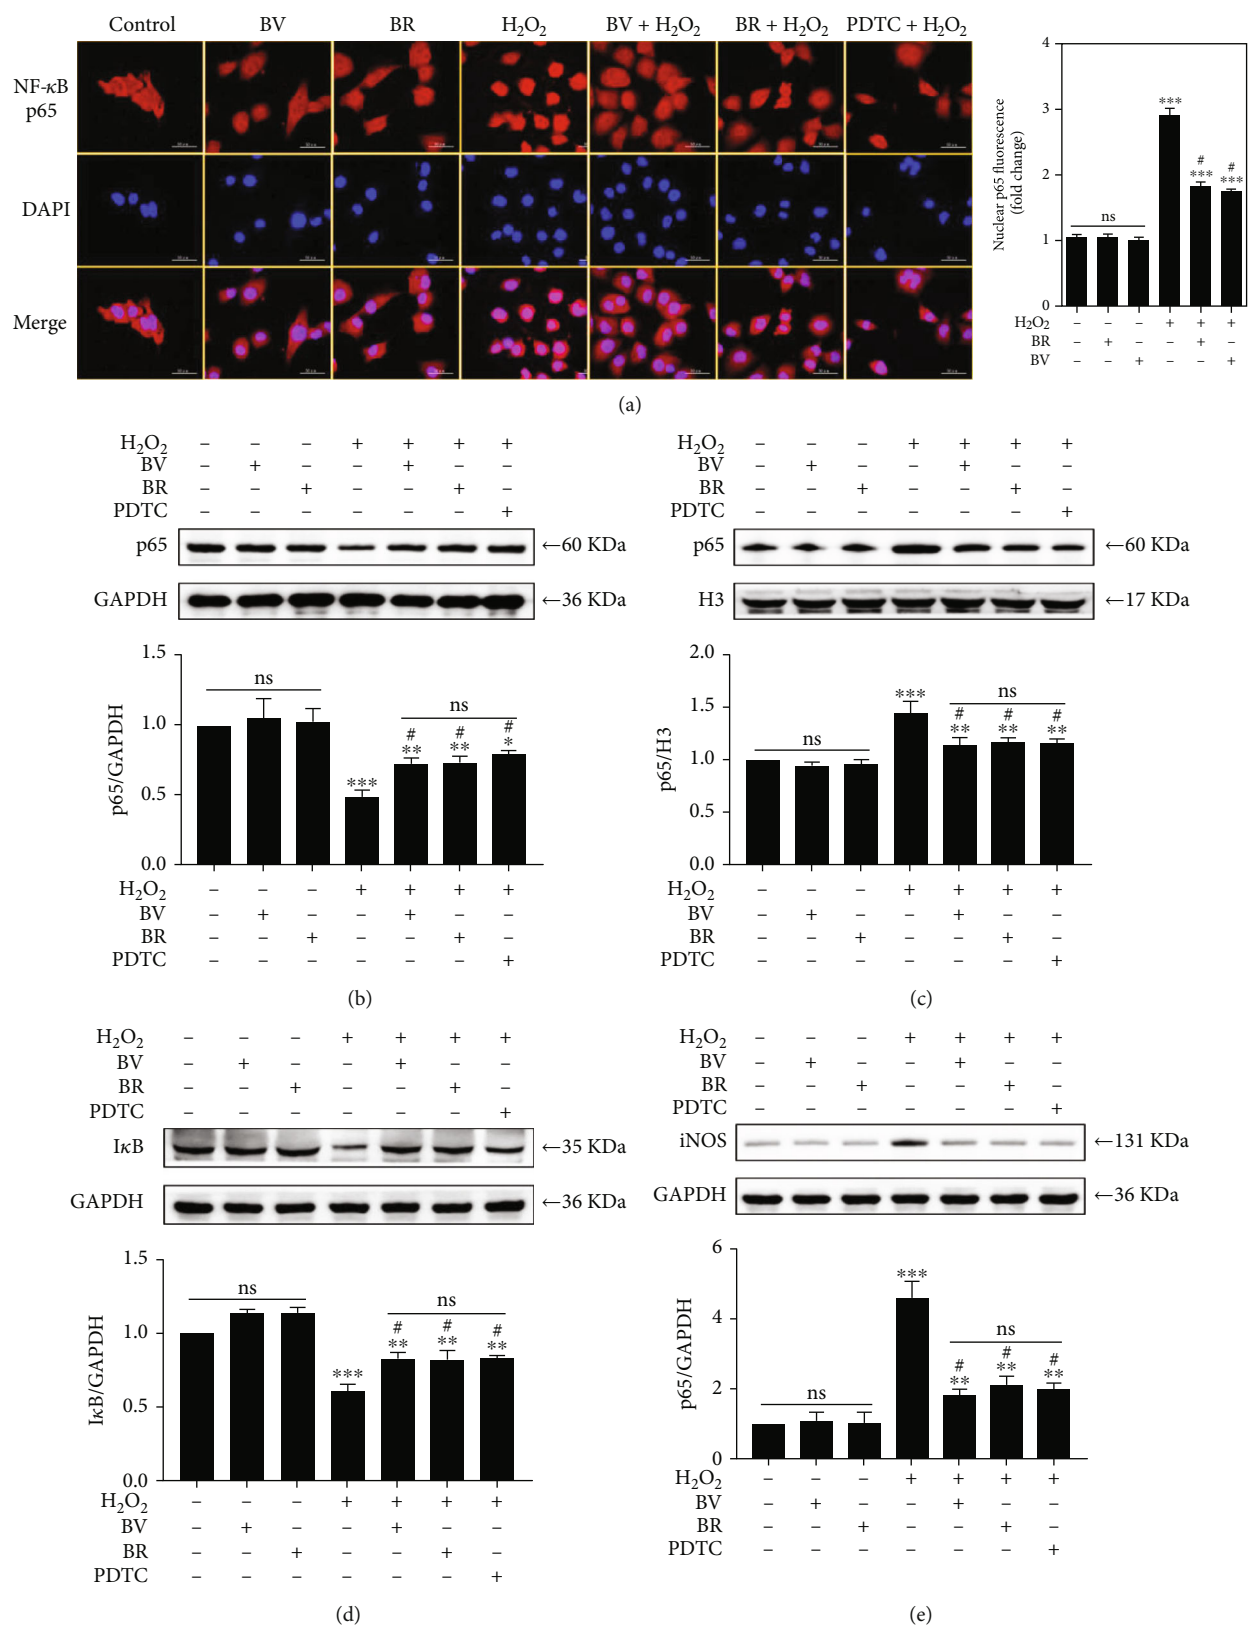 Control BV BR H₂O₂ BV + H₂O₂ BR + H₂O₂ PDTC + H₂O₂
NF-κB
p65
DAPI
Merge
Nuclear p65 fluorescence
(fold change)
4
3
2
1
0
ns
***
#
***
#
***
H₂O₂ – – – + + +
BR – + – – + –
BV – – + – – +
(a)
H₂O₂ – – – + + + +
BV – + – – + – –
BR – – + – – + –
PDTC – – – – – – +
p65 ←60 KDa
GAPDH ←36 KDa
p65/GAPDH
1.5
1.0
0.5
0.0
ns
***
ns
#
**
#
**
#
*
H₂O₂ – – – + + + +
BV – + – – + – –
BR – – + – – + –
PDTC – – – – – – +
(b)
H₂O₂ – – – + + + +
BV – + – – + – –
BR – – + – – + –
PDTC – – – – – – +
p65 ←60 KDa
H3 ←17 KDa
p65/H3
2.0
1.5
1.0
0.5
0.0
ns
***
ns
#
**
#
**
#
**
H₂O₂ – – – + + + +
BV – + – – + – –
BR – – + – – + –
PDTC – – – – – – +
(c)
H₂O₂ – – – + + + +
BV – + – – + – –
BR – – + – – + –
PDTC – – – – – – +
IκB ←35 KDa
GAPDH ←36 KDa
IκB/GAPDH
1.5
1.0
0.5
0.0
ns
***
ns
#
**
#
**
#
**
H₂O₂ – – – + + + +
BV – + – – + – –
BR – – + – – + –
PDTC – – – – – – +
(d)
H₂O₂ – – – + + + +
BV – + – – + – –
BR – – + – – + –
PDTC – – – – – – +
iNOS ←131 KDa
GAPDH ←36 KDa
p65/GAPDH
6
4
2
0
ns
***
ns
#
**
#
**
#
**
H₂O₂ – – – + + + +
BV – + – – + – –
BR – – + – – + –
PDTC – – – – – – +
(e)